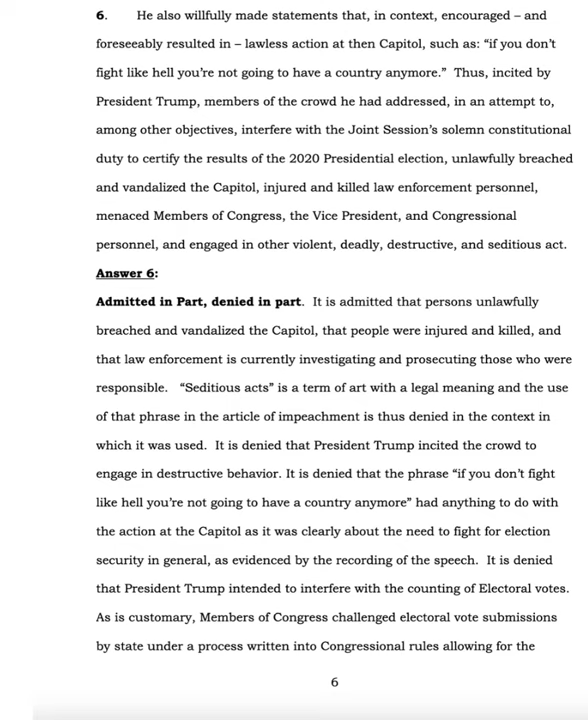 6. He also willfully made statements that, in context, encouraged – and
foreseeably resulted in – lawless action at then Capitol, such as: “if you don’t
fight like hell you’re not going to have a country anymore.” Thus, incited by
President Trump, members of the crowd he had addressed, in an attempt to,
among other objectives, interfere with the Joint Session’s solemn constitutional
duty to certify the results of the 2020 Presidential election, unlawfully breached
and vandalized the Capitol, injured and killed law enforcement personnel,
menaced Members of Congress, the Vice President, and Congressional
personnel, and engaged in other violent, deadly, destructive, and seditious act.
Answer 6:
Admitted in Part, denied in part. It is admitted that persons unlawfully
breached and vandalized the Capitol, that people were injured and killed, and
that law enforcement is currently investigating and prosecuting those who were
responsible. “Seditious acts” is a term of art with a legal meaning and the use
of that phrase in the article of impeachment is thus denied in the context in
which it was used. It is denied that President Trump incited the crowd to
engage in destructive behavior. It is denied that the phrase “if you don’t fight
like hell you’re not going to have a country anymore” had anything to do with
the action at the Capitol as it was clearly about the need to fight for election
security in general, as evidenced by the recording of the speech. It is denied
that President Trump intended to interfere with the counting of Electoral votes.
As is customary, Members of Congress challenged electoral vote submissions
by state under a process written into Congressional rules allowing for the
6